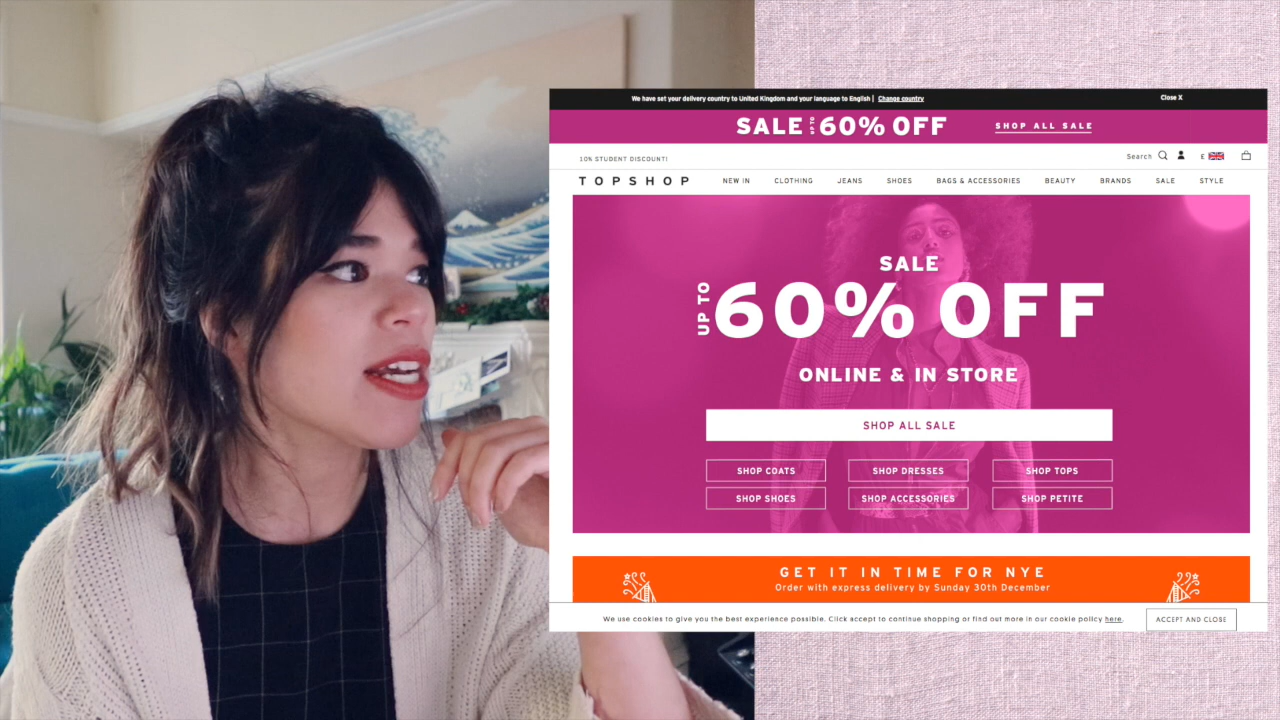 We have set your delivery country to United Kingdom and your language to English | Change country
Close X
SALE UP TO 60% OFF
SHOP ALL SALE
10% STUDENT DISCOUNT!
Search
£
TOPSHOP
NEW IN CLOTHING JEANS SHOES BAGS & ACCESSORIES BEAUTY BRANDS SALE STYLE
SALE
UP TO 60% OFF
ONLINE & IN STORE
SHOP ALL SALE
SHOP COATS SHOP DRESSES SHOP TOPS
SHOP SHOES SHOP ACCESSORIES SHOP PETITE
GET IT IN TIME FOR NYE
Order with express delivery by Sunday 30th December
We use cookies to give you the best experience possible. Click accept to continue shopping or find out more in our cookie policy here.
ACCEPT AND CLOSE